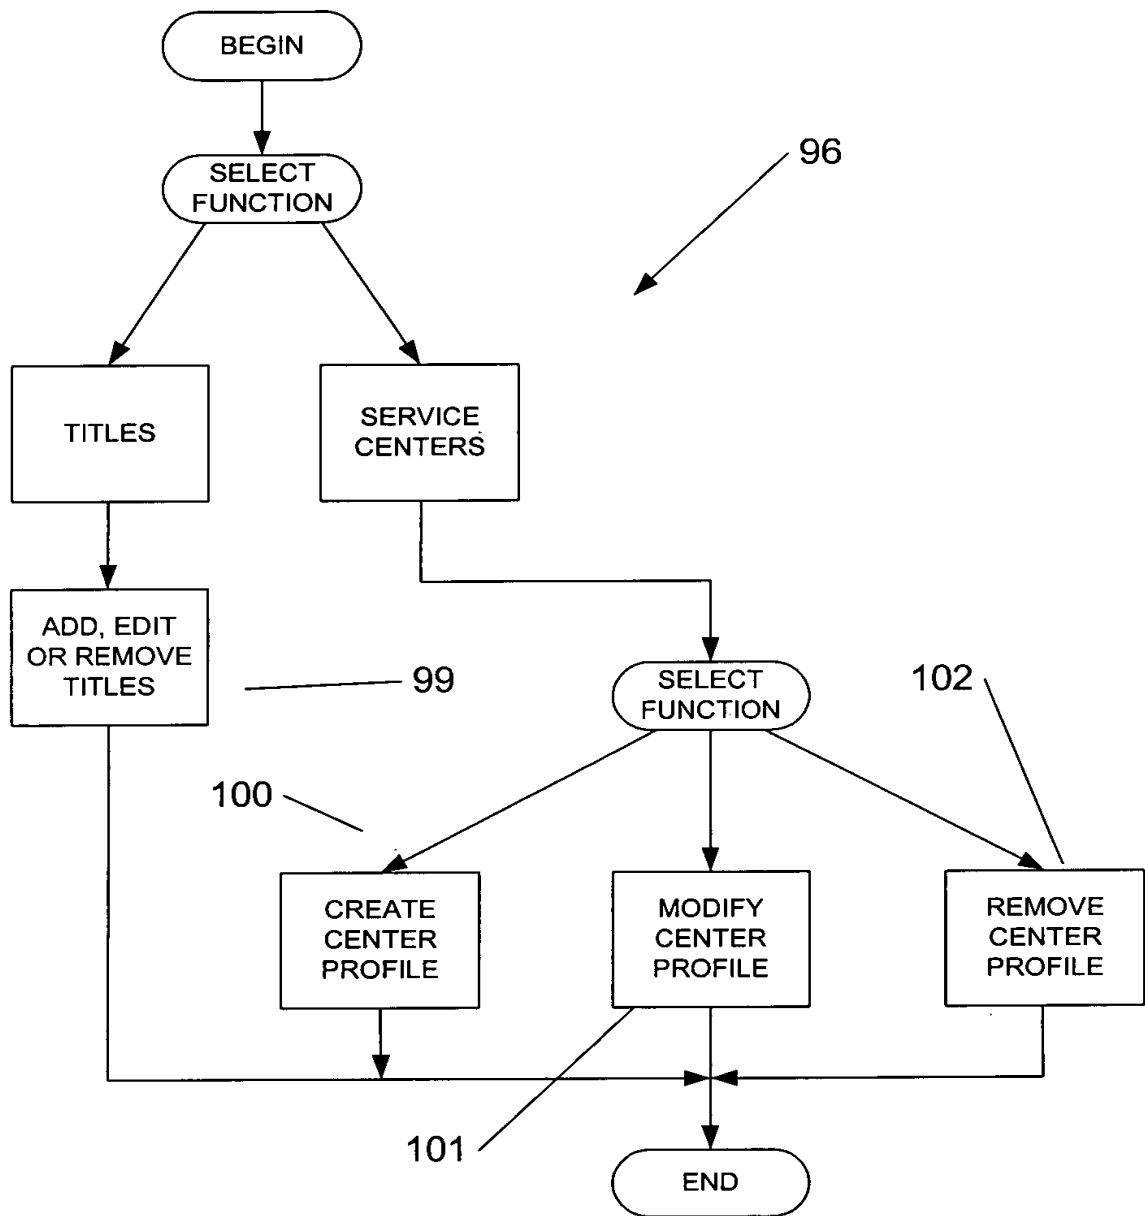 BEGIN
SELECT
FUNCTION
96
TITLES
SERVICE
CENTERS
ADD, EDIT
OR REMOVE
TITLES
99
SELECT
FUNCTION
102
100
CREATE
CENTER
PROFILE
MODIFY
CENTER
PROFILE
REMOVE
CENTER
PROFILE
101
END